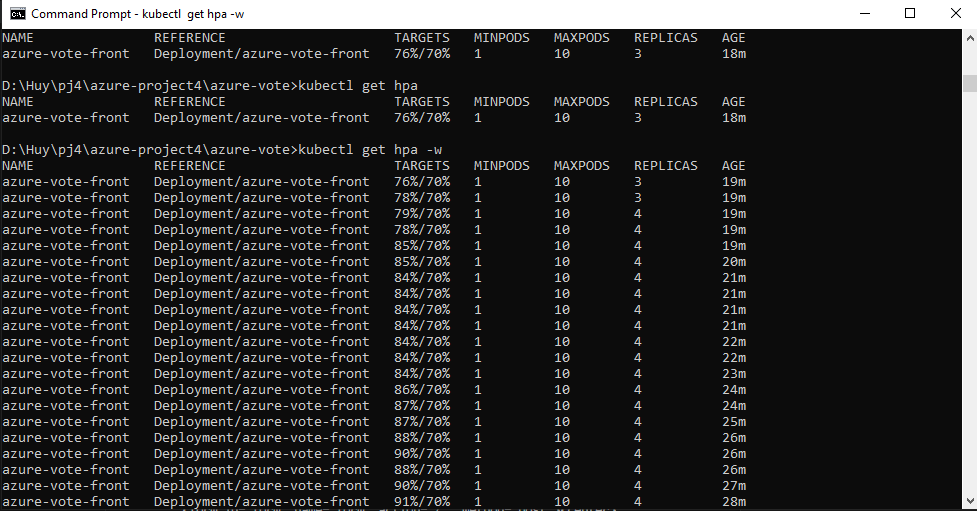 Command Prompt - kubectl  get hpa -w
NAME REFERENCE TARGETS MINPODS MAXPODS REPLICAS AGE
azure-vote-front Deployment/azure-vote-front 76%/70% 1 10 3 18m
D:\Huy\pj4\azure-project4\azure-vote>kubectl get hpa
NAME REFERENCE TARGETS MINPODS MAXPODS REPLICAS AGE
azure-vote-front Deployment/azure-vote-front 76%/70% 1 10 3 18m
D:\Huy\pj4\azure-project4\azure-vote>kubectl get hpa -w
NAME REFERENCE TARGETS MINPODS MAXPODS REPLICAS AGE
azure-vote-front Deployment/azure-vote-front 76%/70% 1 10 3 19m
azure-vote-front Deployment/azure-vote-front 78%/70% 1 10 3 19m
azure-vote-front Deployment/azure-vote-front 79%/70% 1 10 4 19m
azure-vote-front Deployment/azure-vote-front 78%/70% 1 10 4 19m
azure-vote-front Deployment/azure-vote-front 85%/70% 1 10 4 19m
azure-vote-front Deployment/azure-vote-front 85%/70% 1 10 4 20m
azure-vote-front Deployment/azure-vote-front 84%/70% 1 10 4 21m
azure-vote-front Deployment/azure-vote-front 84%/70% 1 10 4 21m
azure-vote-front Deployment/azure-vote-front 84%/70% 1 10 4 21m
azure-vote-front Deployment/azure-vote-front 84%/70% 1 10 4 21m
azure-vote-front Deployment/azure-vote-front 84%/70% 1 10 4 22m
azure-vote-front Deployment/azure-vote-front 84%/70% 1 10 4 22m
azure-vote-front Deployment/azure-vote-front 84%/70% 1 10 4 23m
azure-vote-front Deployment/azure-vote-front 86%/70% 1 10 4 24m
azure-vote-front Deployment/azure-vote-front 87%/70% 1 10 4 24m
azure-vote-front Deployment/azure-vote-front 87%/70% 1 10 4 25m
azure-vote-front Deployment/azure-vote-front 88%/70% 1 10 4 26m
azure-vote-front Deployment/azure-vote-front 90%/70% 1 10 4 26m
azure-vote-front Deployment/azure-vote-front 88%/70% 1 10 4 26m
azure-vote-front Deployment/azure-vote-front 90%/70% 1 10 4 27m
azure-vote-front Deployment/azure-vote-front 91%/70% 1 10 4 28m